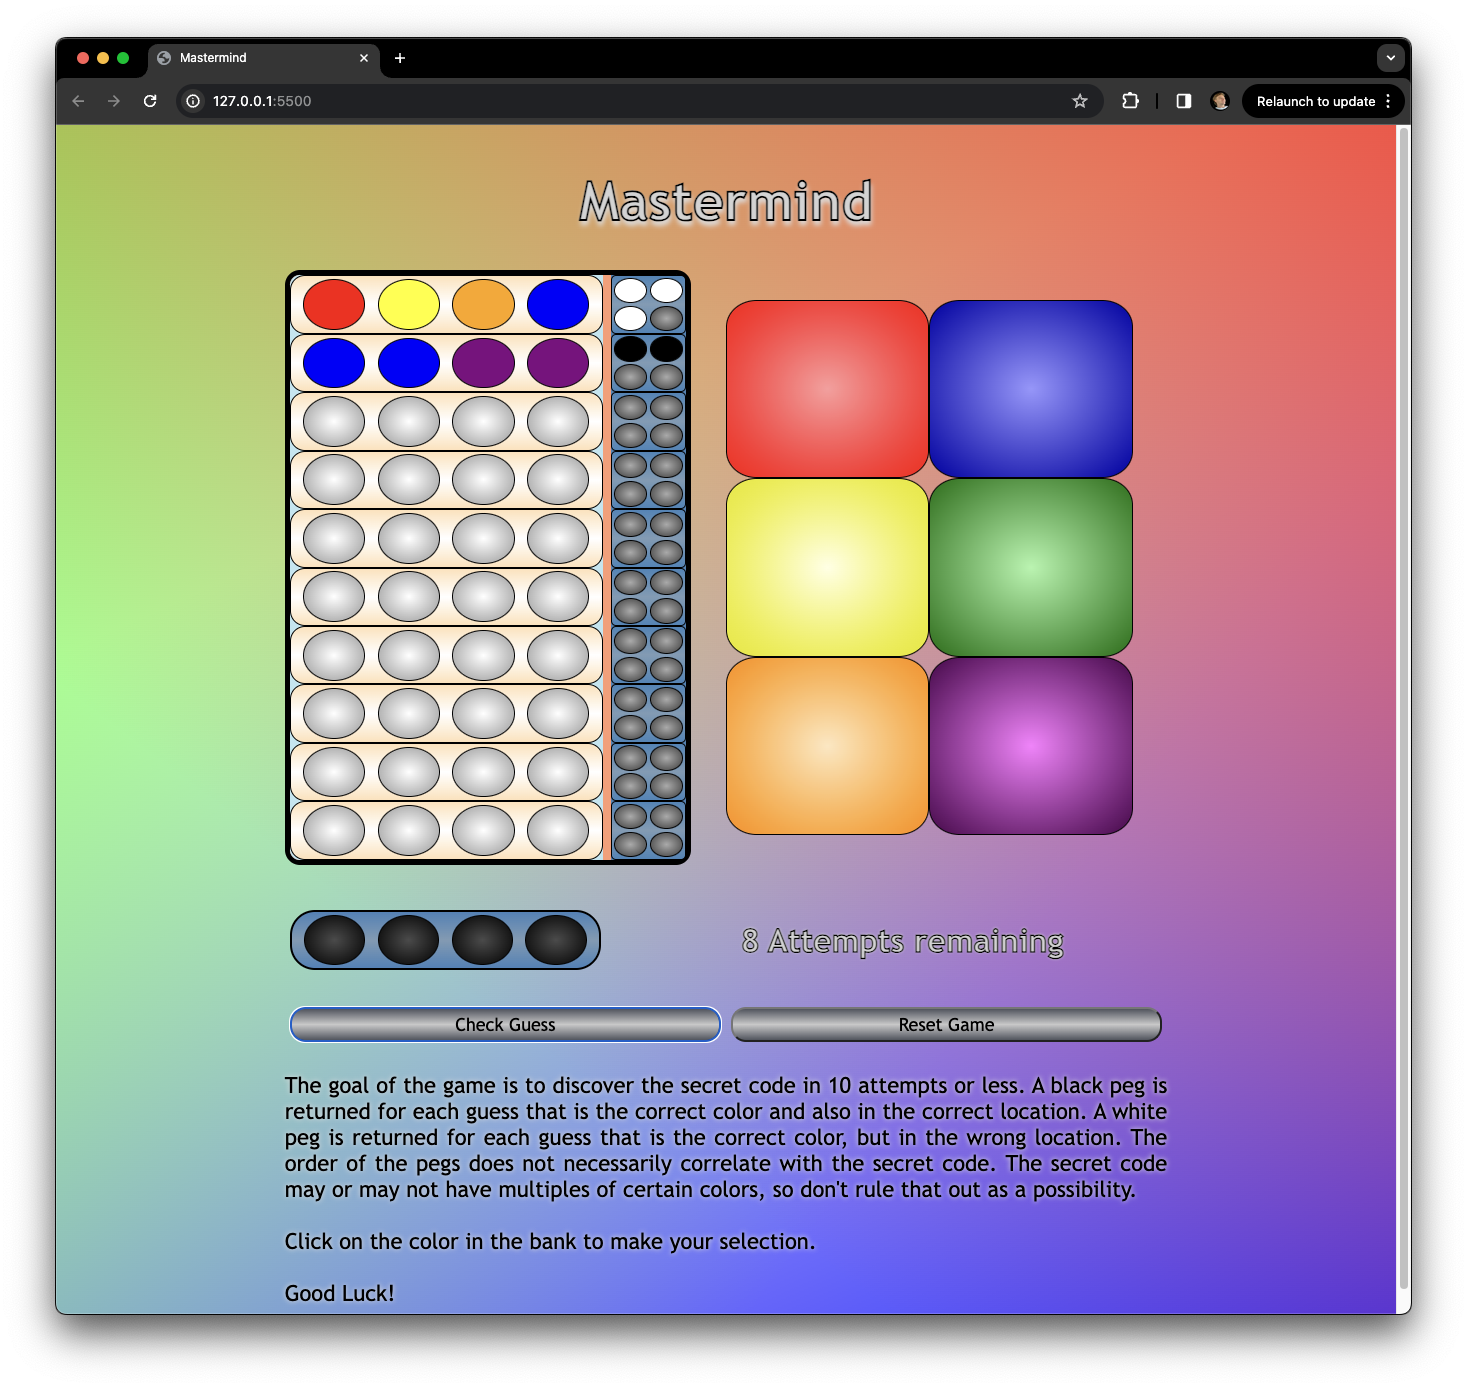 Mastermind
127.0.0.1:5500
Relaunch to update
Mastermind
8 Attempts remaining
Check Guess
Reset Game
The goal of the game is to discover the secret code in 10 attempts or less. A black peg is
returned for each guess that is the correct color and also in the correct location. A white
peg is returned for each guess that is the correct color, but in the wrong location. The
order of the pegs does not necessarily correlate with the secret code. The secret code
may or may not have multiples of certain colors, so don't rule that out as a possibility.
Click on the color in the bank to make your selection.
Good Luck!